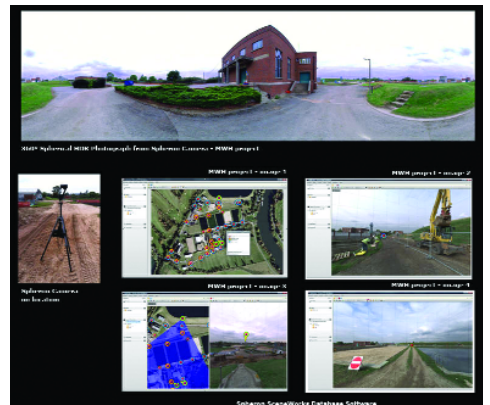 360º Spherical HDR Photograph from Spheron Camera - MWH project
MWH project - usage 1
MWH project - usage 2
Spheron Camera
on location
MWH project - usage 3
MWH project - usage 4
Spheron SceneWorks Database Software